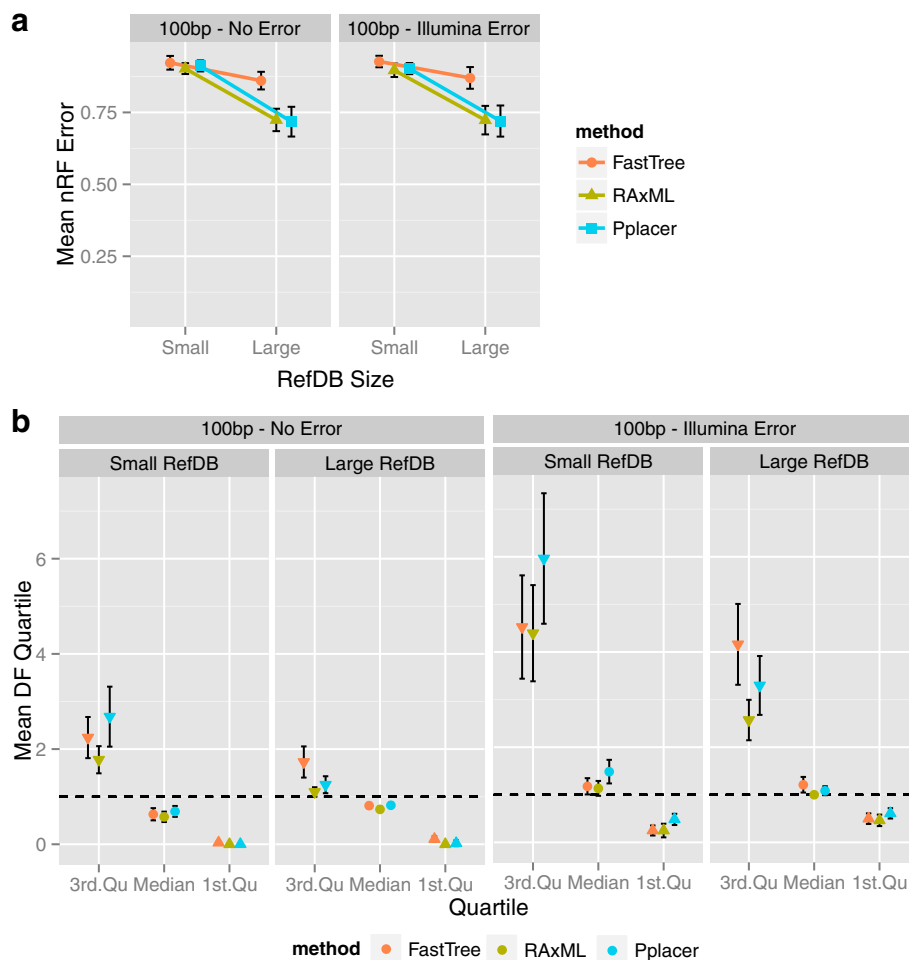 a
100bp - No Error
100bp - Illumina Error
Mean nRF Error
0.75
0.50
0.25
Small
Large
Small
Large
RefDB Size
method
FastTree
RAxML
Pplacer
b
100bp - No Error
100bp - Illumina Error
Small RefDB
Large RefDB
Small RefDB
Large RefDB
Mean DF Quartile
6
4
2
0
3rd.Qu
Median
1st.Qu
3rd.Qu
Median
1st.Qu
3rd.Qu
Median
1st.Qu
3rd.Qu
Median
1st.Qu
Quartile
method
FastTree
RAxML
Pplacer